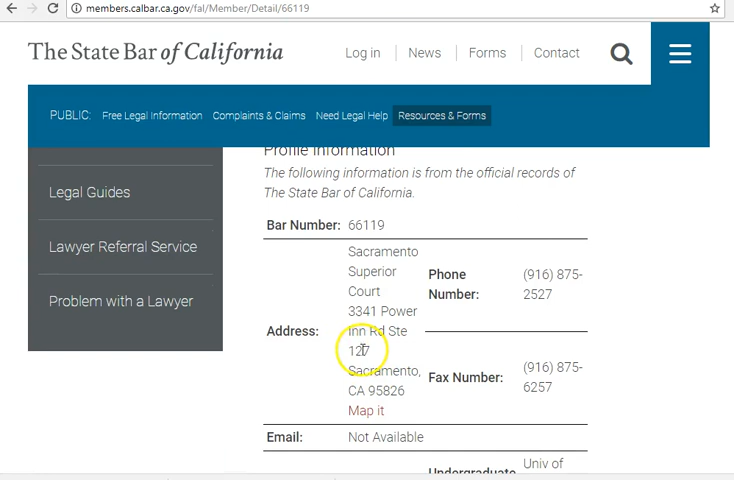 members.calbar.ca.gov/fal/Member/Detail/66119
The State Bar of California
Log in
News
Forms
Contact
PUBLIC:
Free Legal Information
Complaints & Claims
Need Legal Help
Resources & Forms
Legal Guides
Lawyer Referral Service
Problem with a Lawyer
Profile Information
The following information is from the official records of
The State Bar of California.
Bar Number: 66119
Address:
Sacramento
Superior
Court
3341 Power
Inn Rd Ste
127
Sacramento,
CA 95826
Map it
Phone
Number:
(916) 875-
2527
Fax Number:
(916) 875-
6257
Email: Not Available
Undergraduate
Univ of